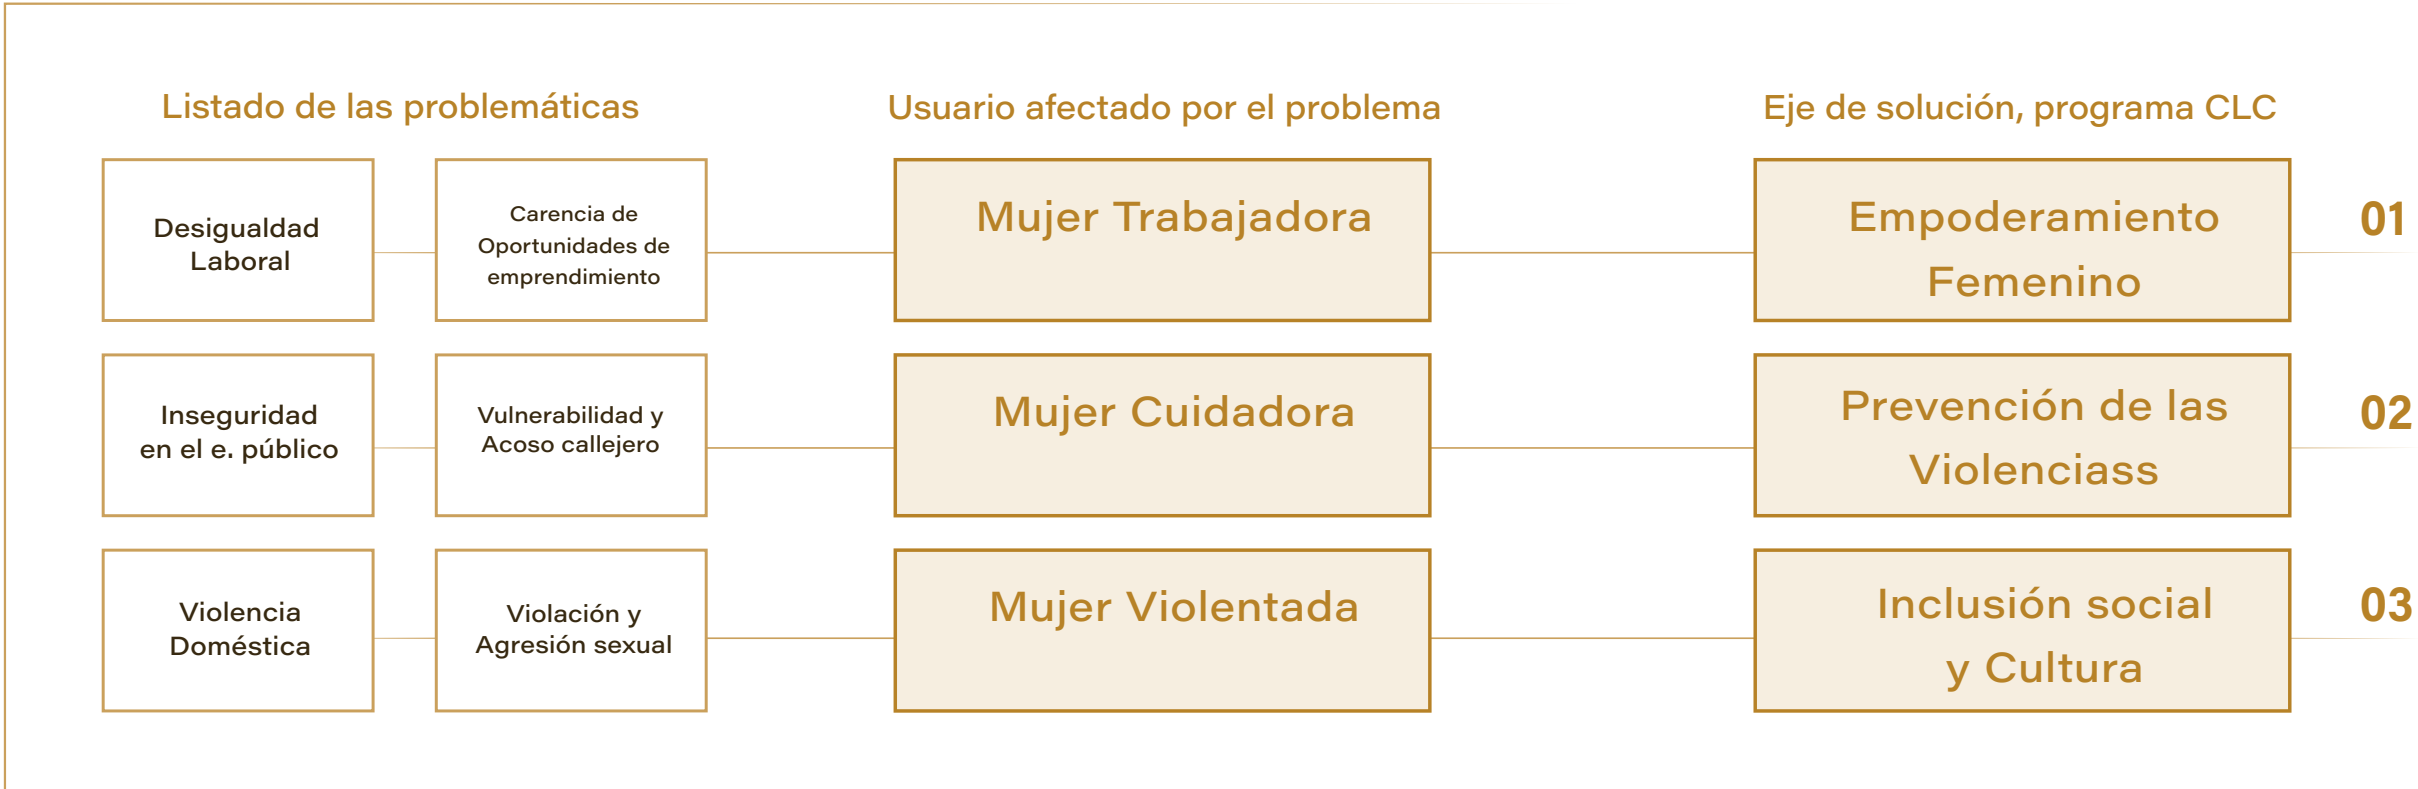 Listado de las problemáticas
Usuario afectado por el problema
Eje de solución, programa CLC
Desigualdad
Laboral
Carencia de
Oportunidades de
emprendimiento
Mujer Trabajadora
Empoderamiento
Femenino
01
Inseguridad
en el e. público
Vulnerabilidad y
Acoso callejero
Mujer Cuidadora
Prevención de las
Violenciass
02
Violencia
Doméstica
Violación y
Agresión sexual
Mujer Violentada
Inclusión social
y Cultura
03